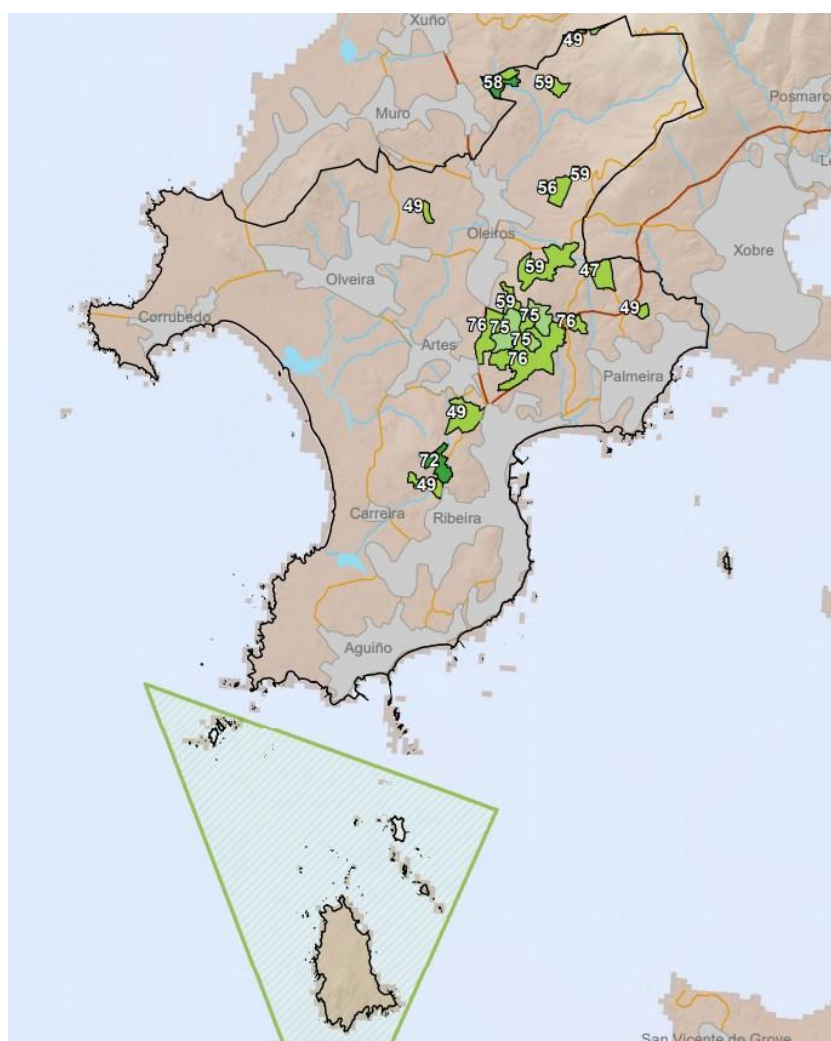 Xuño
49
58
59
Posmarc
Muro
L
59
56
49
Oleiros
Xobre
59
47
Olveira
59
49
Corrubedo
75
76
75
76
75
Artes
76
Palmeira
49
72
49
Carreira
Ribeira
Aguiño
San Vicente do Grove